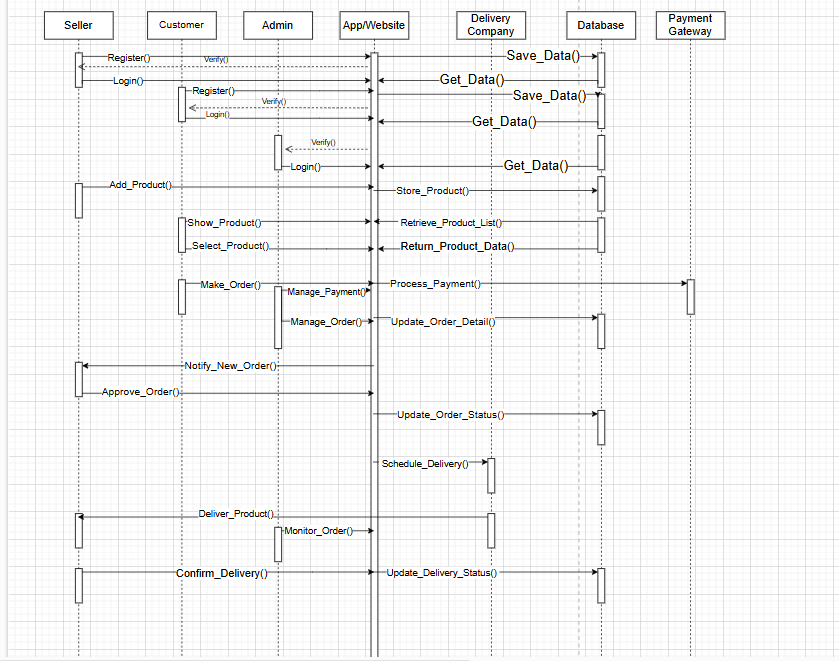 Seller
Customer
Admin
App/Website
Delivery
Company
Database
Payment
Gateway
Register()
Verify()
Save_Data()
Login()
Get_Data()
Register()
Save_Data()
Verify()
Login()
Get_Data()
Verify()
Login()
Get_Data()
Add_Product()
Store_Product()
Show_Product()
Retrieve_Product_List()
Select_Product()
Return_Product_Data()
Make_Order()
Process_Payment()
Manage_Payment()
Manage_Order()
Update_Order_Detail()
Notify_New_Order()
Approve_Order()
Update_Order_Status()
Schedule_Delivery()
Deliver_Product()
Monitor_Order()
Confirm_Delivery()
Update_Delivery_Status()